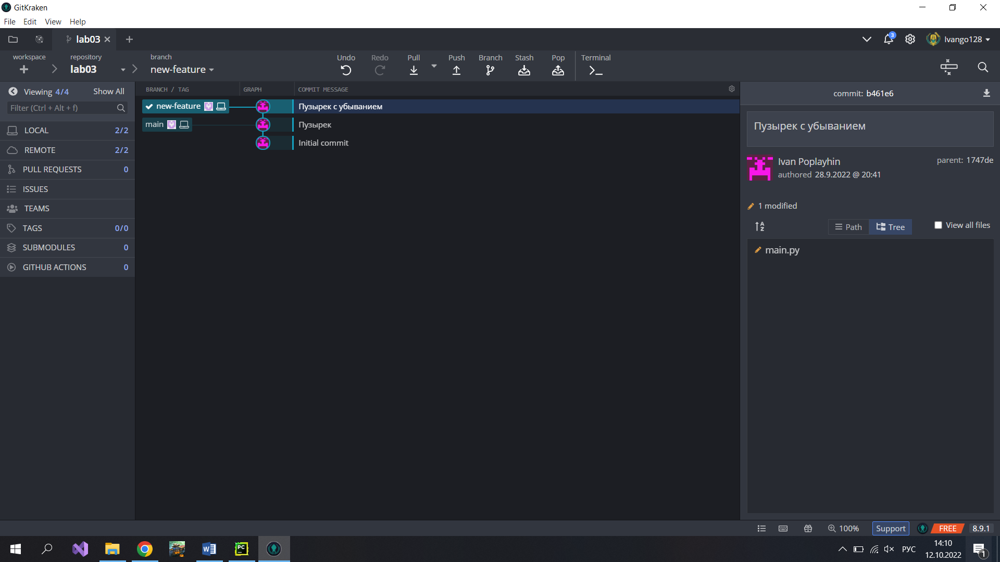 GitKraken
File Edit View Help
lab03
Ivango128
3
workspace
repository
lab03
branch
new-feature
Undo
Redo
Pull
Push
Branch
Stash
Pop
Terminal
Viewing 4/4 Show All
Filter (Ctrl + Alt + f)
LOCAL 2/2
REMOTE 2/2
PULL REQUESTS 0
ISSUES
TEAMS
TAGS 0/0
SUBMODULES 0
GITHUB ACTIONS 0
BRANCH / TAG GRAPH COMMIT MESSAGE
new-feature Пузырек с убыванием
main Пузырек
Initial commit
commit: b461e6
Пузырек с убыванием
Ivan Poplayhin
authored 28.9.2022 @ 20:41
parent: 1747de
1 modified
A
Z
Path
Tree
View all files
main.py
100%
Support
FREE
8.9.1
W
PC
РУС
14:10
12.10.2022
1